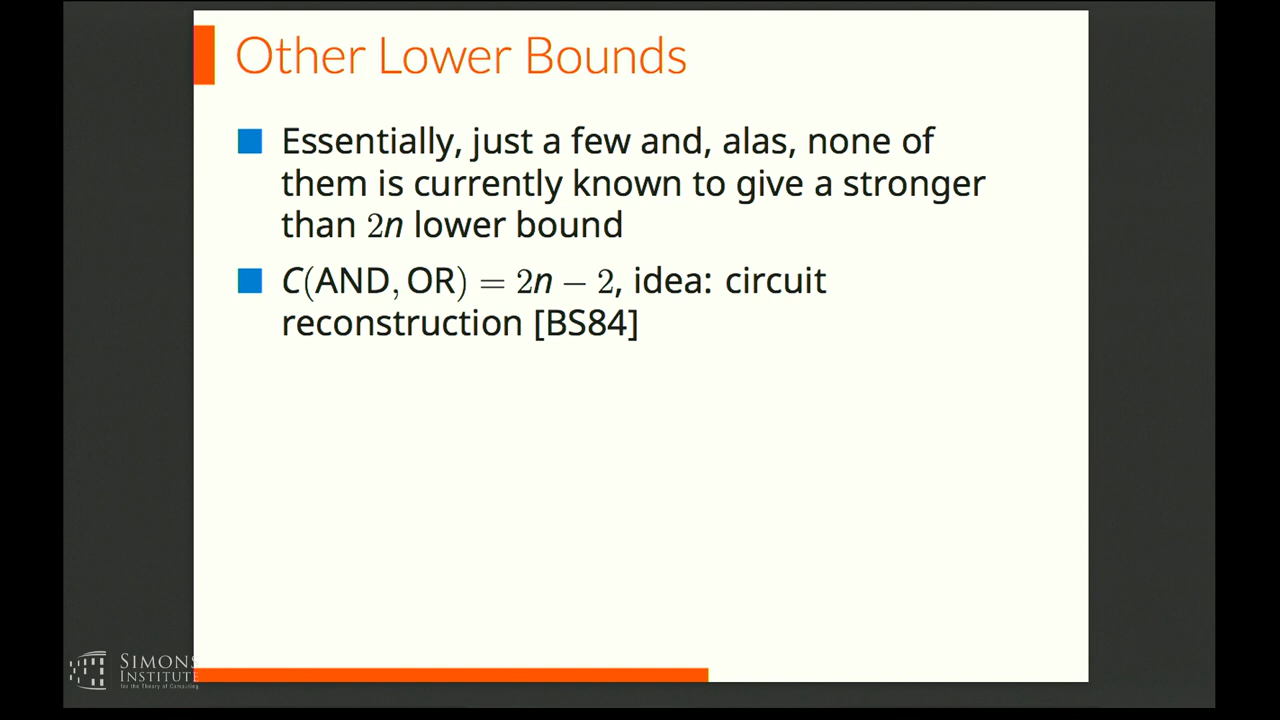 Other Lower Bounds
Essentially, just a few and, alas, none of
them is currently known to give a stronger
than 2n lower bound
C(AND, OR) = 2n − 2, idea: circuit
reconstruction [BS84]
SIMONS
INSTITUTE
for the Theory of Computing